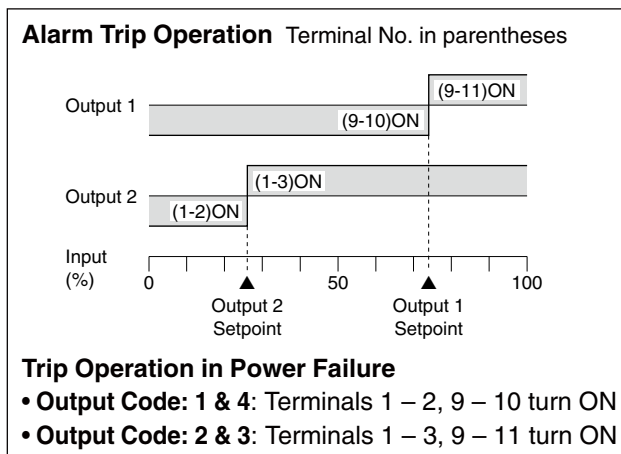 Alarm Trip Operation Terminal No. in parentheses
(9-11)ON
Output 1
(9-10)ON
(1-3)ON
Output 2
(1-2)ON
Input
(%)
0 50 100
Output 2 Output 1
Setpoint Setpoint
Trip Operation in Power Failure
• Output Code: 1 & 4: Terminals 1 – 2, 9 – 10 turn ON
• Output Code: 2 & 3: Terminals 1 – 3, 9 – 11 turn ON